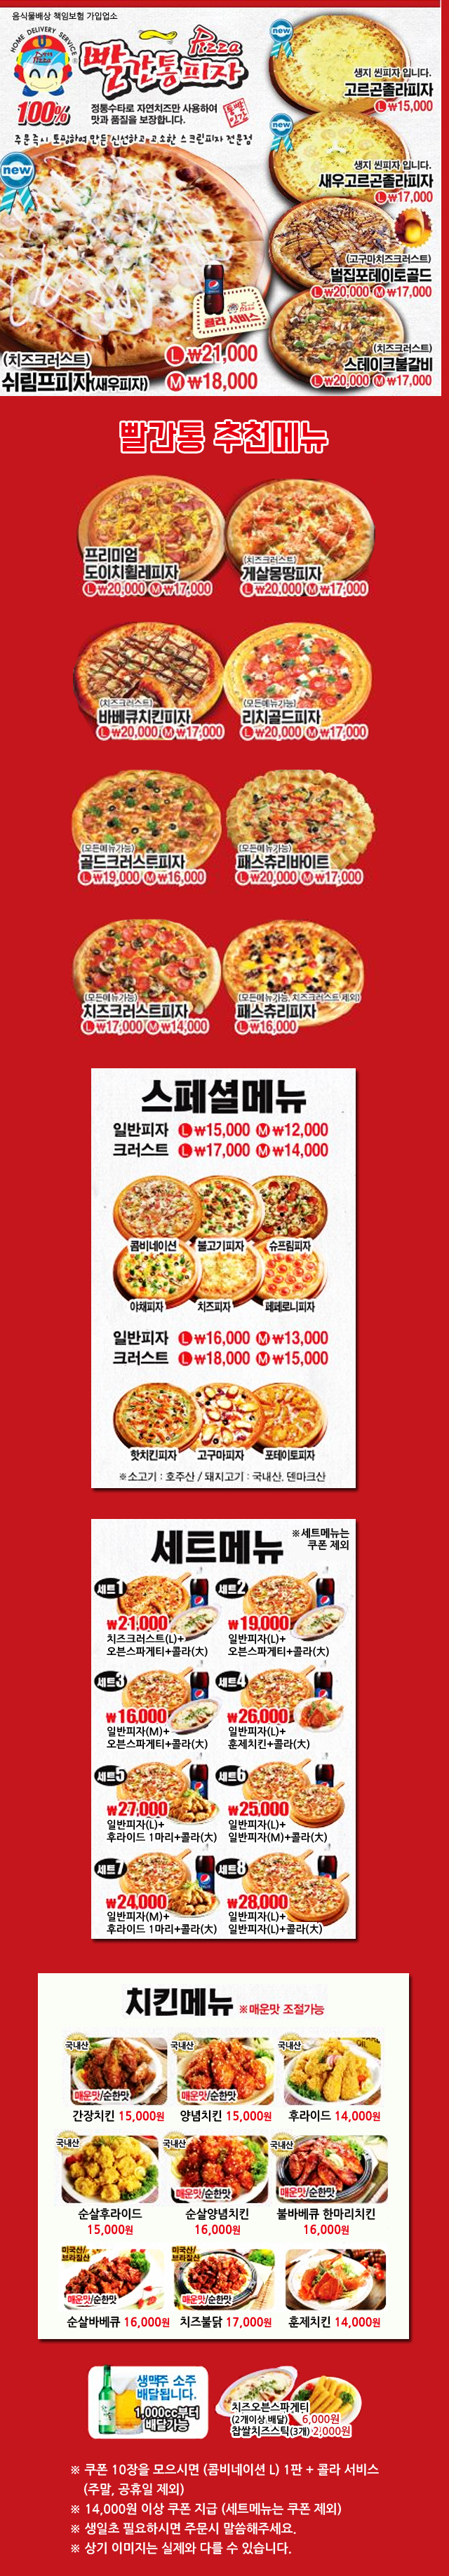 음식물배상 책임보험 가입업소
HOME DELIVERY SERVICE
Pizza
빨간통피자
100%
정통수타로 자연치즈만 사용하여
맛과 품질을 보장합니다.
주문 즉시 토핑하여 만든 신선하고 고소한 스크린피자 전문점
new
new
생지 씬피자 입니다.
고르곤졸라피자
L ₩15,000
new
생지 씬피자 입니다.
새우고르곤졸라피자
L ₩17,000
(고구마치즈크러스트)
벌집포테이토골드
L ₩20,000 M ₩17,000
(치즈크러스트)
스테이크불갈비
L ₩20,000 M ₩17,000
콜라 서비스
(치즈크러스트)
쉬림프피자(새우피자)
L ₩21,000
M ₩18,000
빨간통 추천메뉴
프리미엄
도이치휠레피자
L ₩20,000 M ₩17,000
(치즈크러스트)
게살몽땅피자
L ₩20,000 M ₩17,000
(치즈크러스트)
바베큐치킨피자
L ₩20,000 M ₩17,000
(모든메뉴가능)
리치골드피자
L ₩20,000 M ₩17,000
(모든메뉴가능)
골드크러스트피자
L ₩19,000 M ₩16,000
(모든메뉴가능)
패스츄리바이트
L ₩20,000 M ₩17,000
(모든메뉴가능)
치즈크러스트피자
L ₩17,000 M ₩14,000
(모든메뉴가능, 치즈크러스트 제외)
패스츄리피자
L ₩16,000
스페셜메뉴
일반피자 L ₩15,000 M ₩12,000
크러스트 L ₩17,000 M ₩14,000
콤비네이션 불고기피자 슈프림피자
야채피자 치즈피자 페페로니피자
일반피자 L ₩16,000 M ₩13,000
크러스트 L ₩18,000 M ₩15,000
핫치킨피자 고구마피자 포테이토피자
※소고기 : 호주산 / 돼지고기 : 국내산, 덴마크산
세트메뉴
※세트메뉴는
쿠폰 제외
세트1
₩21,000
치즈크러스트(L)+
오븐스파게티+콜라(大)
세트2
₩19,000
일반피자(L)+
오븐스파게티+콜라(大)
세트3
₩16,000
일반피자(M)+
오븐스파게티+콜라(大)
세트4
₩26,000
일반피자(L)+
훈제치킨+콜라(大)
세트5
₩27,000
일반피자(L)+
후라이드 1마리+콜라(大)
세트6
₩25,000
일반피자(L)+
일반피자(M)+콜라(大)
세트7
₩24,000
일반피자(M)+
후라이드 1마리+콜라(大)
세트8
₩28,000
일반피자(L)+
일반피자(L)+콜라(大)
치킨메뉴 ※매운맛 조절가능
국내산 국내산 국내산
매운맛/순한맛 매운맛/순한맛
간장치킨 15,000원 양념치킨 15,000원 후라이드 14,000원
국내산 국내산 국내산
매운맛/순한맛 매운맛/순한맛
순살후라이드 순살양념치킨 불바베큐 한마리치킨
15,000원 16,000원 16,000원
미국산/
브라질산
미국산/
브라질산
매운맛/순한맛 매운맛/순한맛
순살바베큐 16,000원 치즈불닭 17,000원 훈제치킨 14,000원
생맥주 소주
배달됩니다.
1,000cc부터
배달가능
치즈오븐스파게티
(2개이상.배달) 6,000원
찹쌀치즈스틱(3개) 2,000원
※ 쿠폰 10장을 모으시면 (콤비네이션 L) 1판 + 콜라 서비스
(주말, 공휴일 제외)
※ 14,000원 이상 쿠폰 지급 (세트메뉴는 쿠폰 제외)
※ 생일초 필요하시면 주문시 말씀해주세요.
※ 상기 이미지는 실제와 다를 수 있습니다.